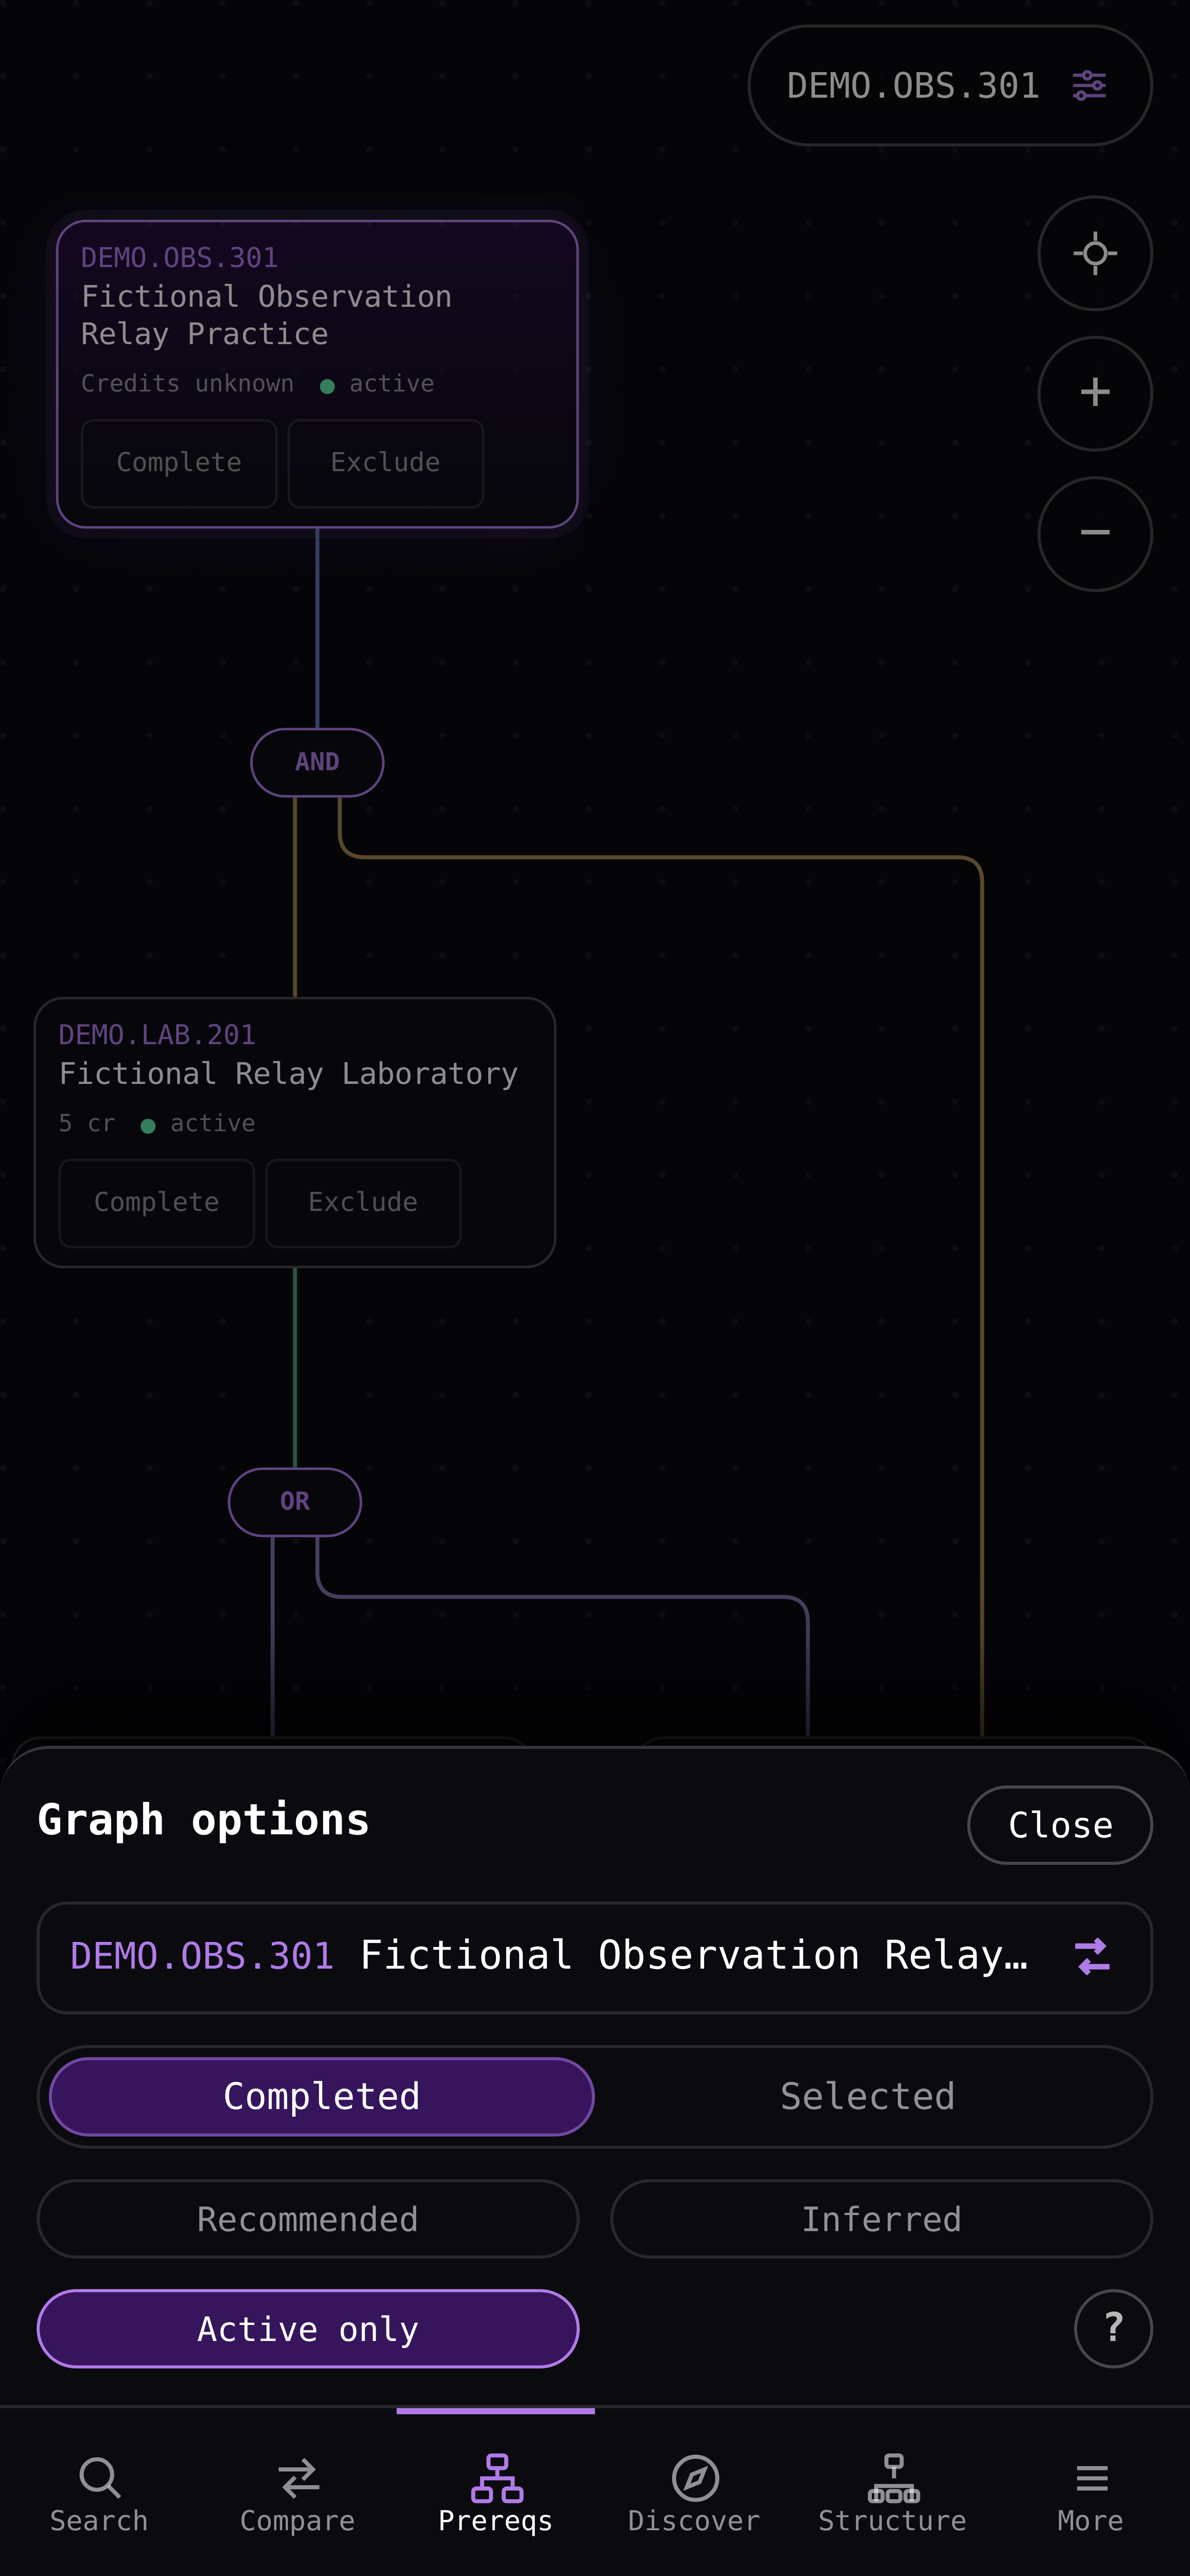 DEMO.OBS.301
DEMO.OBS.301
Fictional Observation
Relay Practice
Credits unknown active
Complete Exclude
+
−
AND
DEMO.LAB.201
Fictional Relay Laboratory
5 cr active
Complete Exclude
OR
Graph options
Close
DEMO.OBS.301 Fictional Observation Relay…
Completed Selected
Recommended Inferred
Active only ?
Search Compare Prereqs Discover Structure More